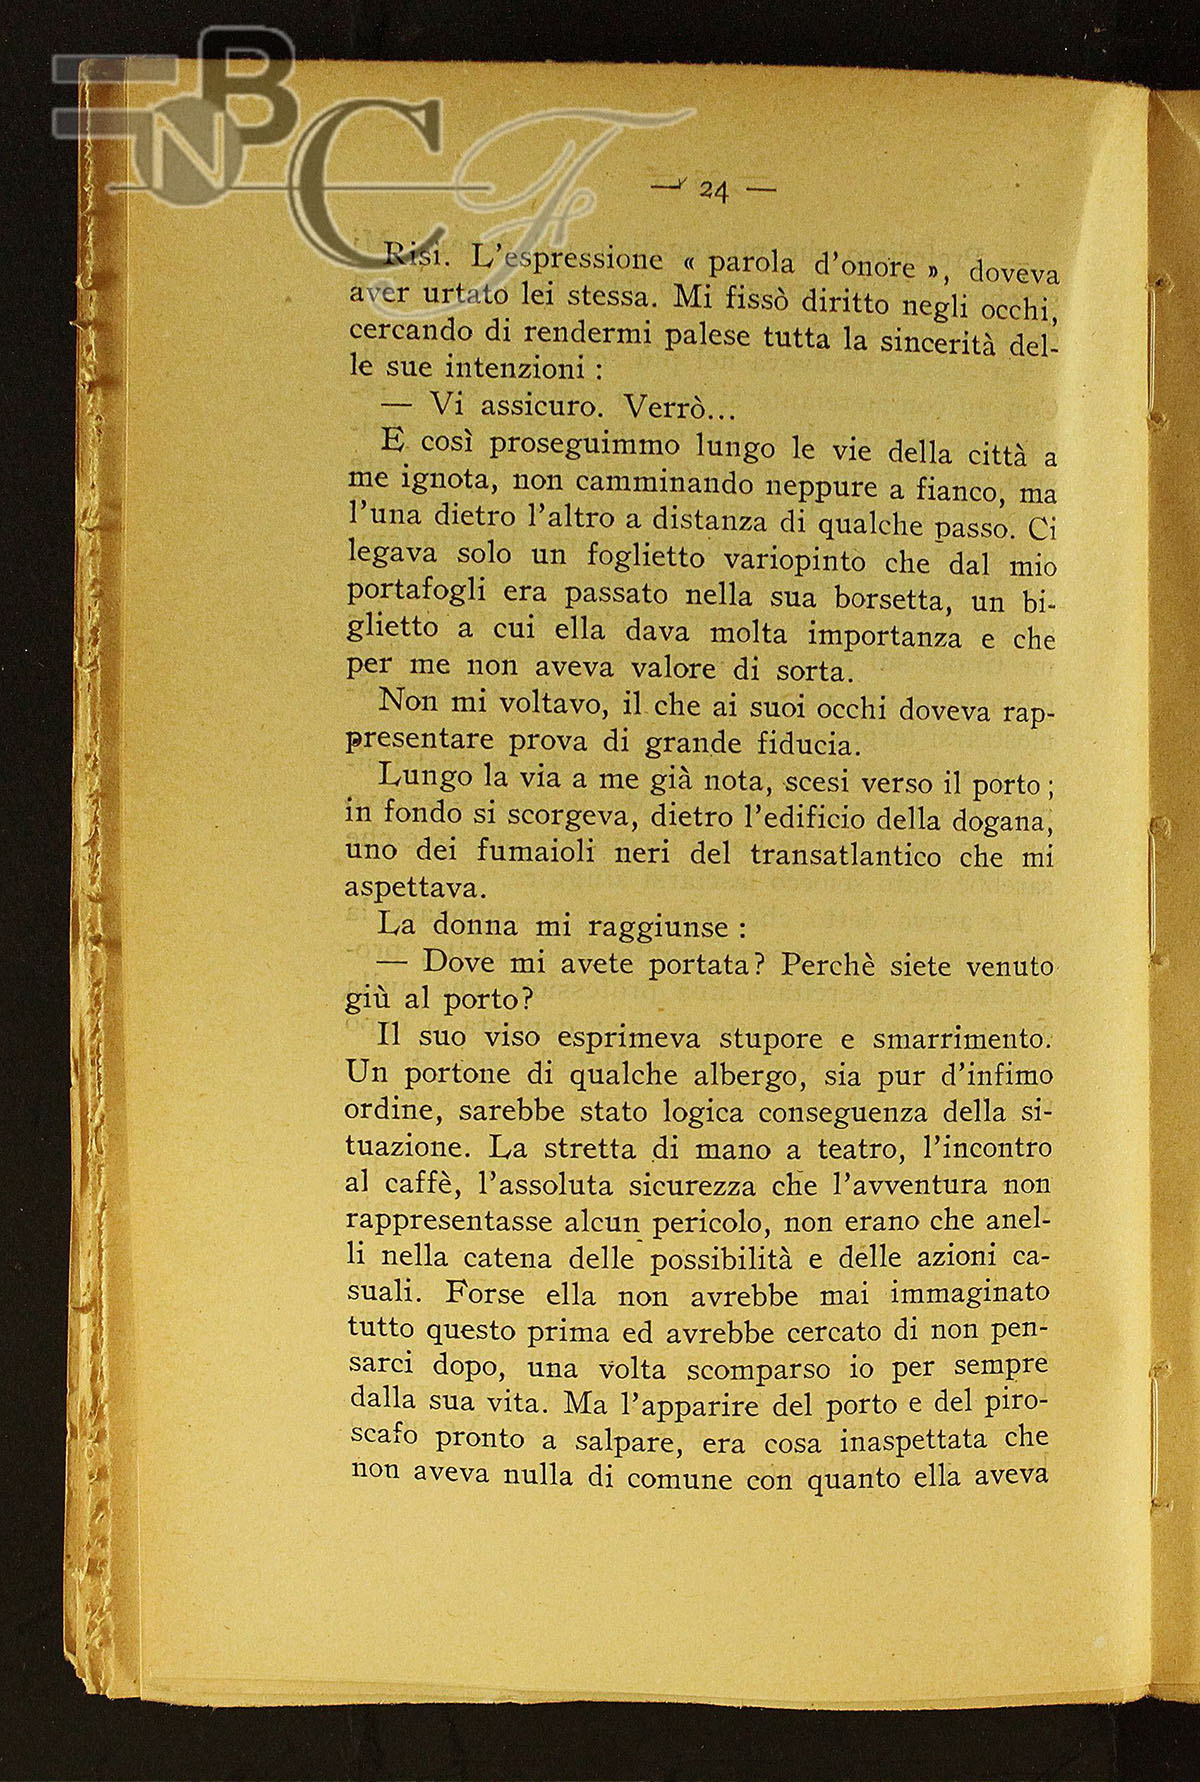 BNCF
— 24 —
Risi. L'espressione « parola d'onore », doveva
aver urtato lei stessa. Mi fissò diritto negli occhi,
cercando di rendermi palese tutta la sincerità del-
le sue intenzioni :
— Vi assicuro. Verrò...
E così proseguimmo lungo le vie della città a
me ignota, non camminando neppure a fianco, ma
l'una dietro l'altro a distanza di qualche passo. Ci
legava solo un foglietto variopinto che dal mio
portafogli era passato nella sua borsetta, un bi-
glietto a cui ella dava molta importanza e che
per me non aveva valore di sorta.
Non mi voltavo, il che ai suoi occhi doveva rap-
presentare prova di grande fiducia.
Lungo la via a me già nota, scesi verso il porto ;
in fondo si scorgeva, dietro l'edificio della dogana,
uno dei fumaioli neri del transatlantico che mi
aspettava.
La donna mi raggiunse :
— Dove mi avete portata? Perchè siete venuto
giù al porto?
Il suo viso esprimeva stupore e smarrimento.
Un portone di qualche albergo, sia pur d'infimo
ordine, sarebbe stato logica conseguenza della si-
tuazione. La stretta di mano a teatro, l'incontro
al caffè, l'assoluta sicurezza che l'avventura non
rappresentasse alcun pericolo, non erano che anel-
li nella catena delle possibilità e delle azioni ca-
suali. Forse ella non avrebbe mai immaginato
tutto questo prima ed avrebbe cercato di non pen-
sarci dopo, una volta scomparso io per sempre
dalla sua vita. Ma l'apparire del porto e del piro-
scafo pronto a salpare, era cosa inaspettata che
non aveva nulla di comune con quanto ella aveva